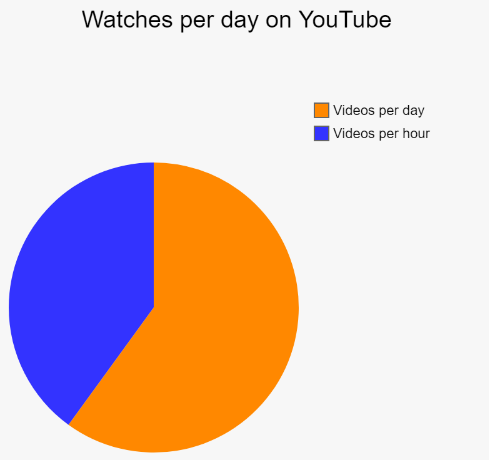 Watches per day on YouTube
Videos per day
Videos per hour